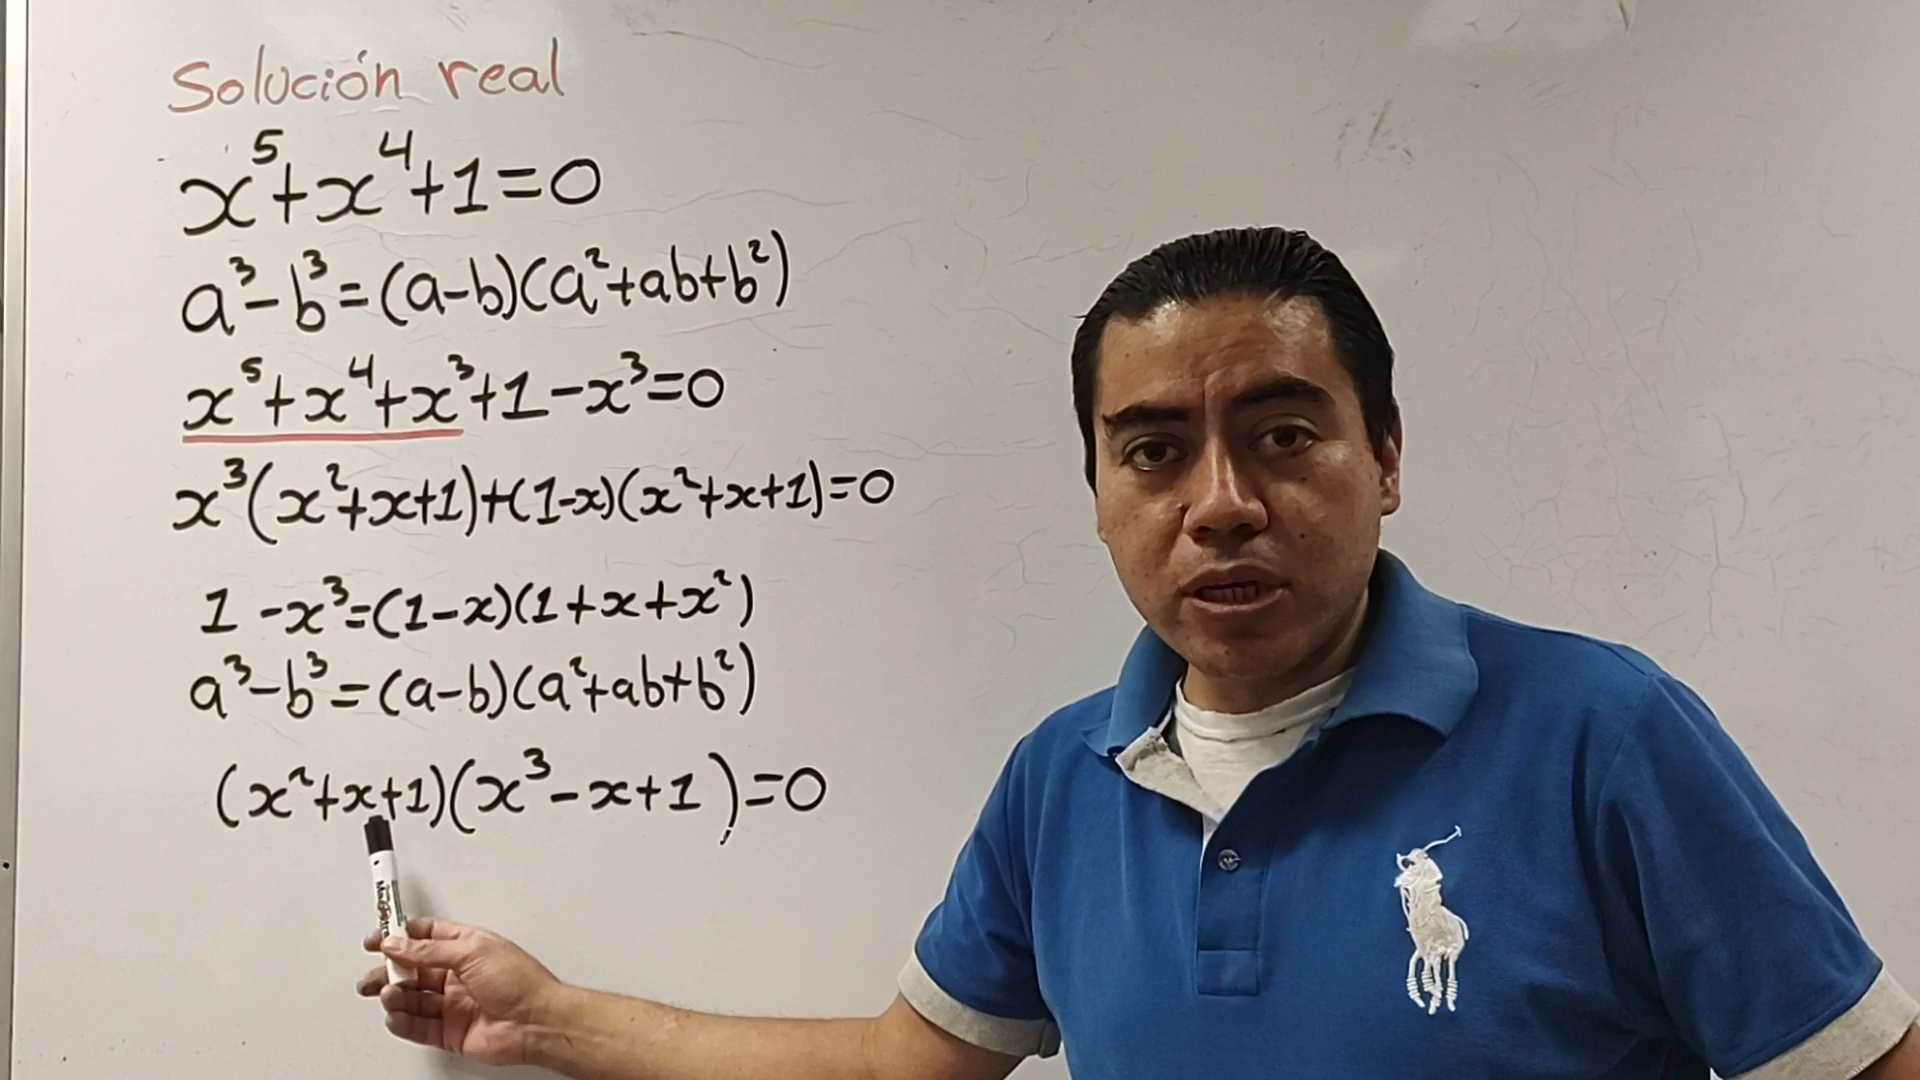 Solución real
x⁵+x⁴+1=0
a³-b³=(a-b)(a²+ab+b²)
x⁵+x⁴+x³+1-x³=0
x³(x²+x+1)+(1-x)(x²+x+1)=0
1-x³=(1-x)(1+x+x²)
a³-b³=(a-b)(a²+ab+b²)
(x²+x+1)(x³-x+1)=0